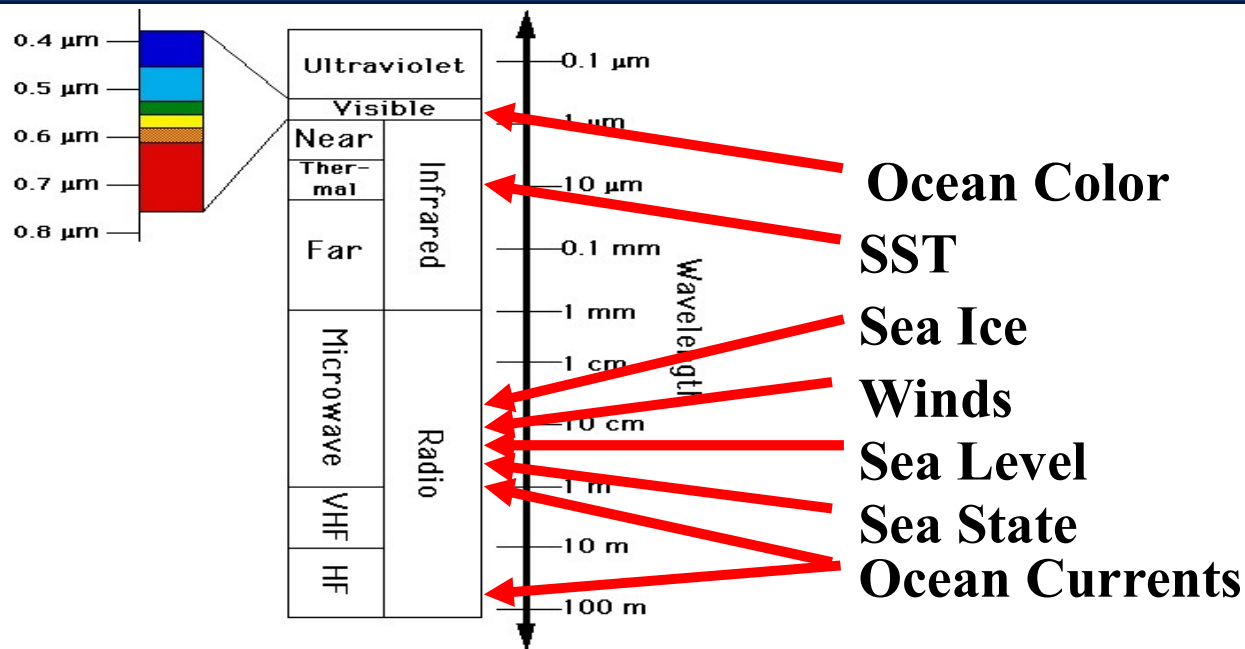 0.4 μm
0.5 μm
0.6 μm
0.7 μm
0.8 μm
Ultraviolet
Visible
Near
Ther-
mal
Far
Infrared
Microwave
VHF
HF
Radio
0.1 μm
1 μm
10 μm
0.1 mm
1 mm
1 cm
10 cm
1 m
10 m
100 m
Wavelength
Ocean Color
SST
Sea Ice
Winds
Sea Level
Sea State
Ocean Currents